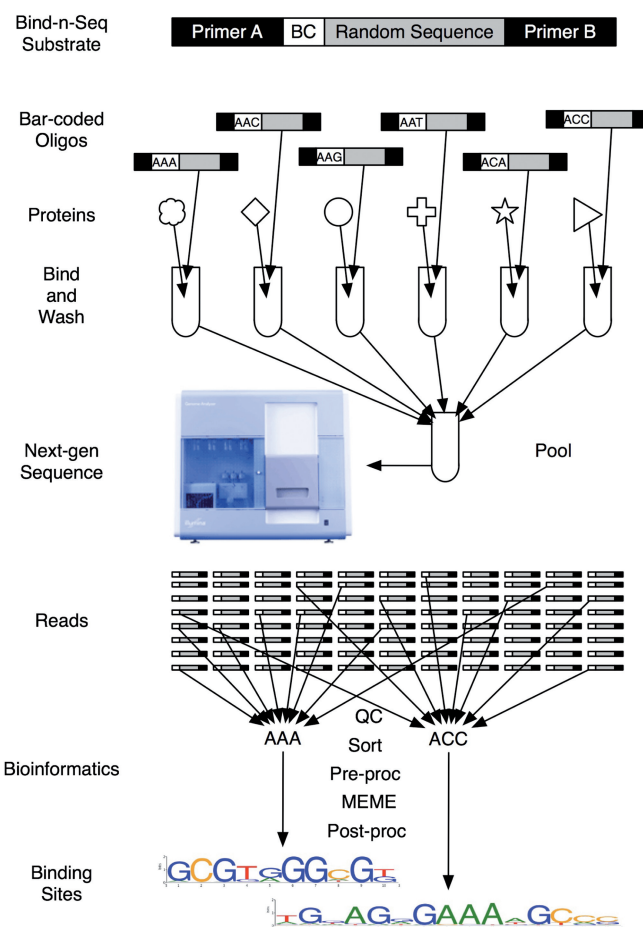 Bind-n-Seq
Substrate
Primer A
BC
Random Sequence
Primer B
Bar-coded
Oligos
AAA
AAC
AAG
AAT
ACA
ACC
Proteins
Bind
and
Wash
Next-gen
Sequence
Pool
Reads
QC
AAA
ACC
Sort
Bioinformatics
Pre-proc
MEME
Post-proc
Binding
Sites